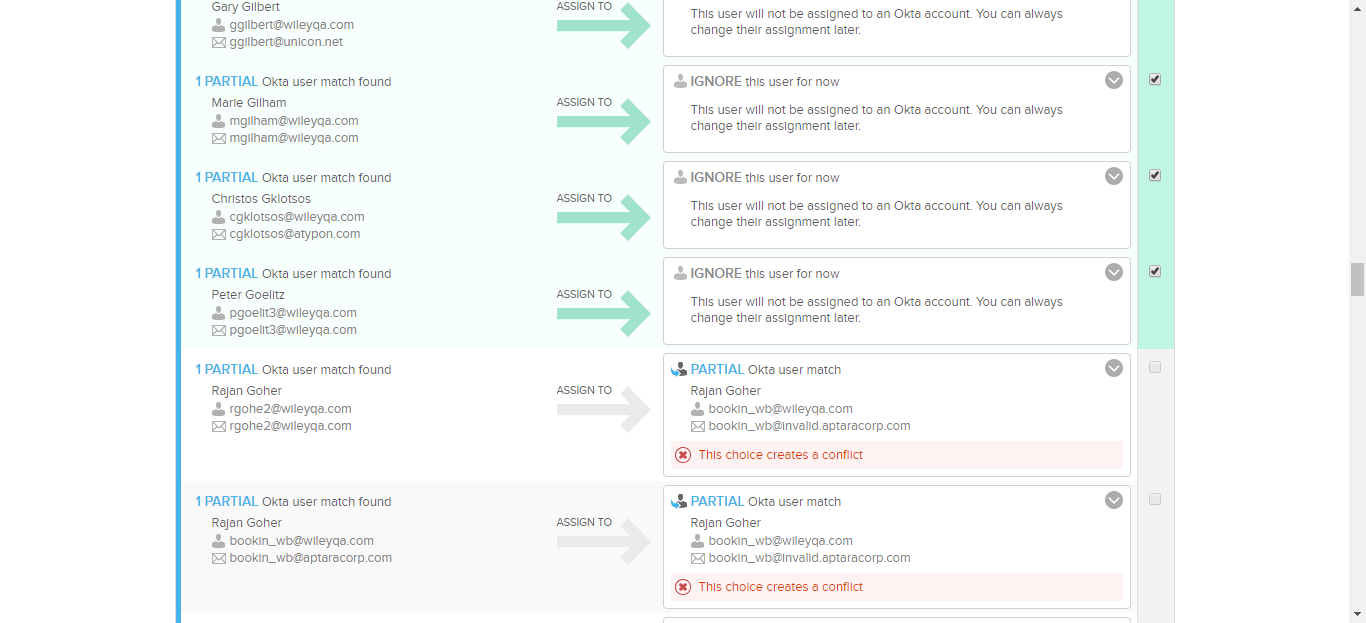 Gary Gilbert
ggilbert@wileyqa.com
ggilbert@unicon.net
ASSIGN TO
This user will not be assigned to an Okta account. You can always
change their assignment later.
1 PARTIAL Okta user match found
Marie Gilham
mgilham@wileyqa.com
mgilham@wileyqa.com
ASSIGN TO
IGNORE this user for now
This user will not be assigned to an Okta account. You can always
change their assignment later.
1 PARTIAL Okta user match found
Christos Gklotsos
cgklotsos@wileyqa.com
cgklotsos@atypon.com
ASSIGN TO
IGNORE this user for now
This user will not be assigned to an Okta account. You can always
change their assignment later.
1 PARTIAL Okta user match found
Peter Goelitz
pgoelit3@wileyqa.com
pgoelit3@wileyqa.com
ASSIGN TO
IGNORE this user for now
This user will not be assigned to an Okta account. You can always
change their assignment later.
1 PARTIAL Okta user match found
Rajan Goher
rgohe2@wileyqa.com
rgohe2@wileyqa.com
ASSIGN TO
PARTIAL Okta user match
Rajan Goher
bookin_wb@wileyqa.com
bookin_wb@invalid.aptaracorp.com
This choice creates a conflict
1 PARTIAL Okta user match found
Rajan Goher
bookin_wb@wileyqa.com
bookin_wb@aptaracorp.com
ASSIGN TO
PARTIAL Okta user match
Rajan Goher
bookin_wb@wileyqa.com
bookin_wb@invalid.aptaracorp.com
This choice creates a conflict